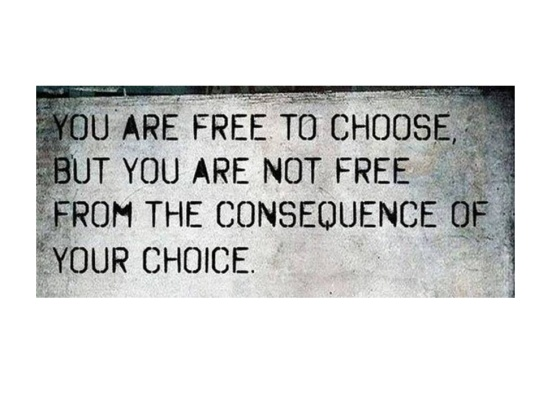 YOU ARE FREE TO CHOOSE,
BUT YOU ARE NOT FREE
FROM THE CONSEQUENCE OF
YOUR CHOICE.